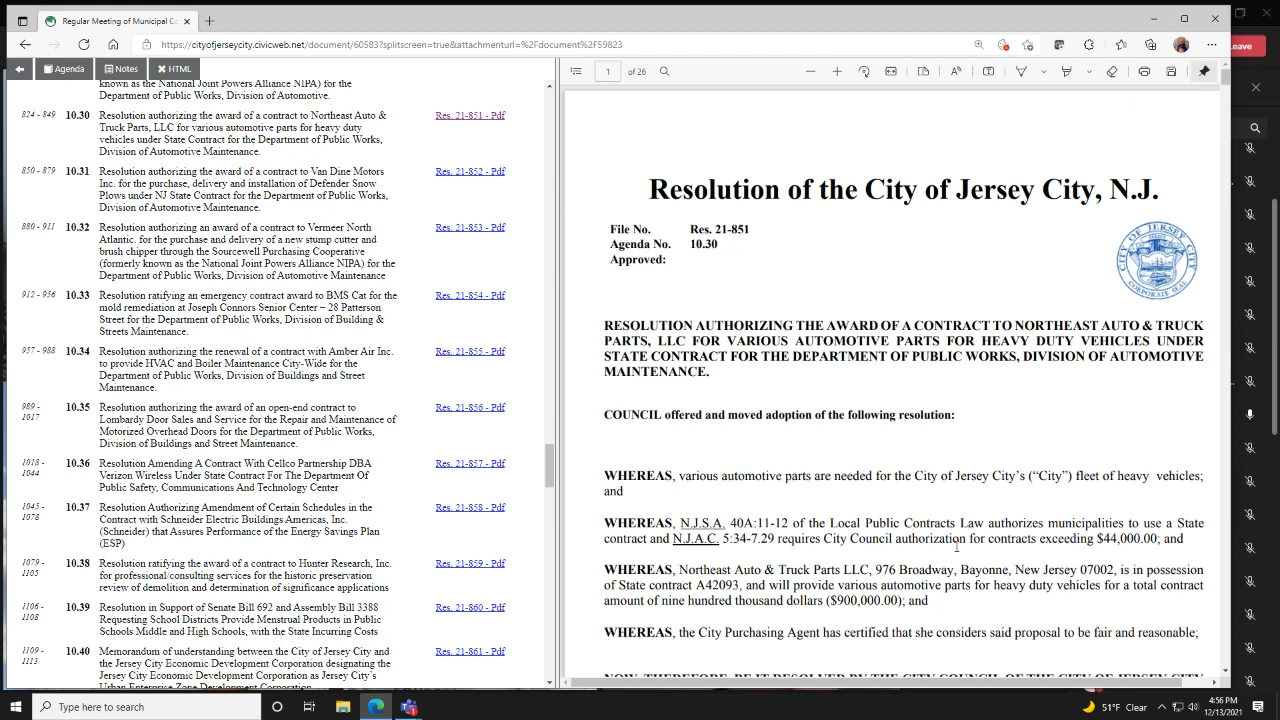 Regular Meeting of Municipal Co
https://cityofjerseycity.civicweb.net/document/60583?splitscreen=true&attachmenturl=%2Fdocument%2F59823
Agenda
Notes
HTML
1 of 26
known as the National Joint Powers Alliance NIPA) for the
Department of Public Works, Division of Automotive.
824 - 849 10.30 Resolution authorizing the award of a contract to Northeast Auto & Res. 21-851 - Pdf
Truck Parts, LLC for various automotive parts for heavy duty
vehicles under State Contract for the Department of Public Works,
Division of Automotive Maintenance.
850 - 879 10.31 Resolution authorizing the award of a contract to Van Dine Motors Res. 21-852 - Pdf
Inc. for the purchase, delivery and installation of Defender Snow
Plows under NJ State Contract for the Department of Public Works,
Division of Automotive Maintenance.
880 - 911 10.32 Resolution authorizing an award of a contract to Vermeer North Res. 21-853 - Pdf
Atlantic. for the purchase and delivery of a new stump cutter and
brush chipper through the Sourcewell Purchasing Cooperative
(formerly known as the National Joint Powers Alliance NIPA) for the
Department of Public Works, Division of Automotive Maintenance
912 - 956 10.33 Resolution ratifying an emergency contract award to BMS Cat for the Res. 21-854 - Pdf
mold remediation at Joseph Connors Senior Center – 28 Patterson
Street for the Department of Public Works, Division of Building &
Streets Maintenance.
957 - 988 10.34 Resolution authorizing the renewal of a contract with Amber Air Inc. Res. 21-855 - Pdf
to provide HVAC and Boiler Maintenance City-Wide for the
Department of Public Works, Division of Buildings and Street
Maintenance.
989 - 10.35 Resolution authorizing the award of an open-end contract to Res. 21-856 - Pdf
1017 Lombardy Door Sales and Service for the Repair and Maintenance of
Motorized Overhead Doors for the Department of Public Works,
Division of Buildings and Street Maintenance.
1018 - 10.36 Resolution Amending A Contract With Cellco Partnership DBA Res. 21-857 - Pdf
1044 Verizon Wireless Under State Contract For The Department Of
Public Safety, Communications And Technology Center
1045 - 10.37 Resolution Authorizing Amendment of Certain Schedules in the Res. 21-858 - Pdf
1078 Contract with Schneider Electric Buildings Americas, Inc.
(Schneider) that Assures Performance of the Energy Savings Plan
(ESP)
1079 - 10.38 Resolution ratifying the award of a contract to Hunter Research, Inc. Res. 21-859 - Pdf
1105 for professional/consulting services for the historic preservation
review of demolition and determination of significance applications
1106 - 10.39 Resolution in Support of Senate Bill 692 and Assembly Bill 3388 Res. 21-860 - Pdf
1108 Requesting School Districts Provide Menstrual Products in Public
Schools Middle and High Schools, with the State Incurring Costs
1109 - 10.40 Memorandum of understanding between the City of Jersey City and Res. 21-861 - Pdf
1113 the Jersey City Economic Development Corporation designating the
Jersey City Economic Development Corporation as Jersey City's
Urban Enterprise Zone Development Corporation
Resolution of the City of Jersey City, N.J.
File No. Res. 21-851
Agenda No. 10.30
Approved:
CITY OF JERSEY CITY
CORPORATE SEAL
RESOLUTION AUTHORIZING THE AWARD OF A CONTRACT TO NORTHEAST AUTO & TRUCK
PARTS, LLC FOR VARIOUS AUTOMOTIVE PARTS FOR HEAVY DUTY VEHICLES UNDER
STATE CONTRACT FOR THE DEPARTMENT OF PUBLIC WORKS, DIVISION OF AUTOMOTIVE
MAINTENANCE.
COUNCIL offered and moved adoption of the following resolution:
WHEREAS, various automotive parts are needed for the City of Jersey City's (“City”) fleet of heavy vehicles;
and
WHEREAS, N.J.S.A. 40A:11-12 of the Local Public Contracts Law authorizes municipalities to use a State
contract and N.J.A.C. 5:34-7.29 requires City Council authorization for contracts exceeding $44,000.00; and
WHEREAS, Northeast Auto & Truck Parts LLC, 976 Broadway, Bayonne, New Jersey 07002, is in possession
of State contract A42093, and will provide various automotive parts for heavy duty vehicles for a total contract
amount of nine hundred thousand dollars ($900,000.00); and
WHEREAS, the City Purchasing Agent has certified that she considers said proposal to be fair and reasonable;
NOW, THEREFORE, BE IT RESOLVED BY THE CITY COUNCIL OF THE CITY OF JERSEY CITY
eave
Type here to search
51°F Clear
4:56 PM
12/13/2021